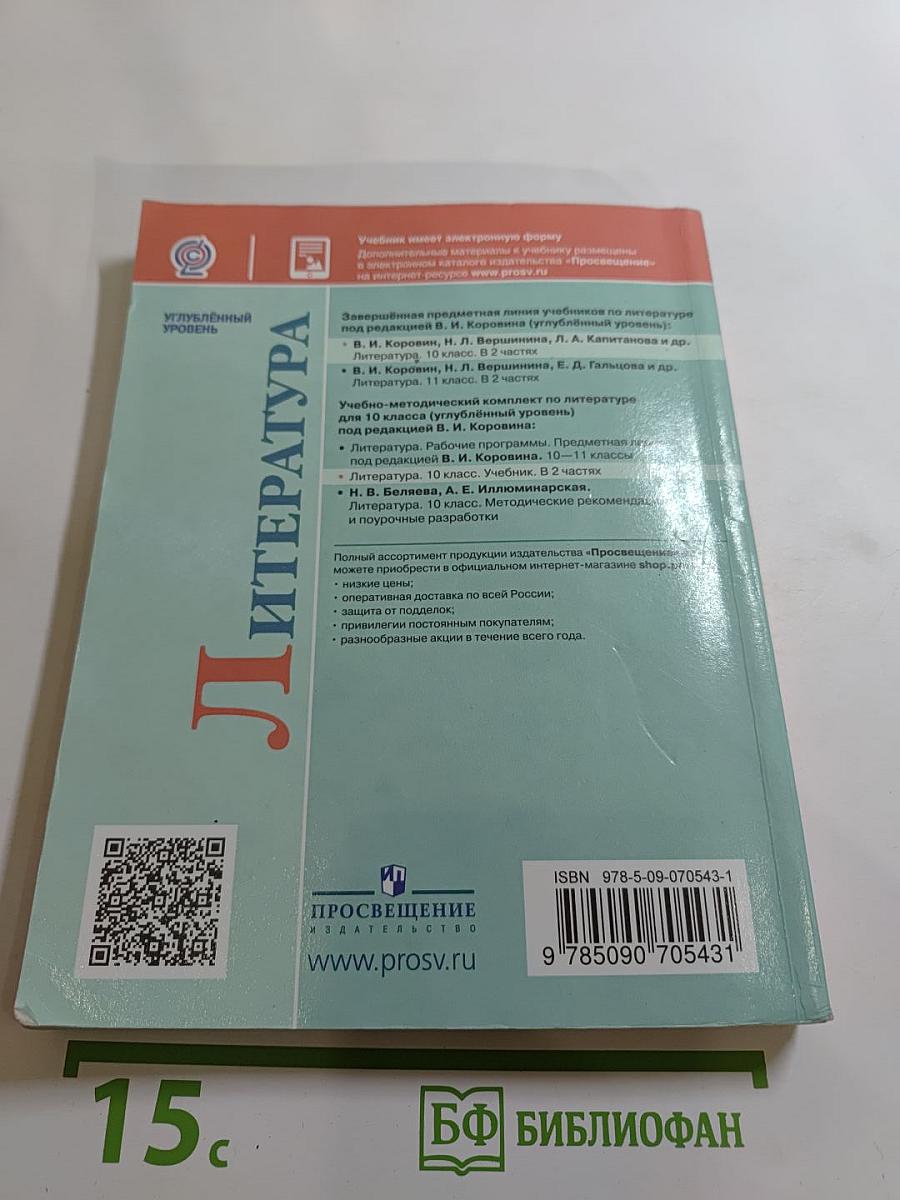 Учебник имеет электронную форму
Дополнительные материалы к учебнику размещены
в электронном каталоге издательства «Просвещение»
на интернет-ресурсе www.prosv.ru
УГЛУБЛЁННЫЙ
УРОВЕНЬ
ЛИТЕРАТУРА
Завершённая предметная линия учебников по литературе
под редакцией В. И. Коровина (углублённый уровень):
• В. И. Коровин, Н. Л. Вершинина, Л. А. Капитанова и др.
Литература. 10 класс. В 2 частях
• В. И. Коровин, Н. Л. Вершинина, Е. Д. Гальцова и др.
Литература. 11 класс. В 2 частях
Учебно-методический комплект по литературе
для 10 класса (углублённый уровень)
под редакцией В. И. Коровина:
• Литература. Рабочие программы. Предметная
под редакцией В. И. Коровина. 10—11 классы
• Литература. 10 класс. Учебник. В 2 частях
• Н. В. Беляева, А. Е. Иллюминарская.
Литература. 10 класс. Методические
и поурочные разработки
Полный ассортимент продукции издательства «Просвещение»
можете приобрести в официальном интернет-магазине
• низкие цены;
• оперативная доставка по всей России;
• защита от подделок;
• привилегии постоянным покупателям;
• разнообразные акции в течение всего года.
ПРОСВЕЩЕНИЕ
ИЗДАТЕЛЬСТВО
www.prosv.ru
ISBN 978-5-09-070543-1
9 785090 705431
15 с
БФ БИБЛИОФАН